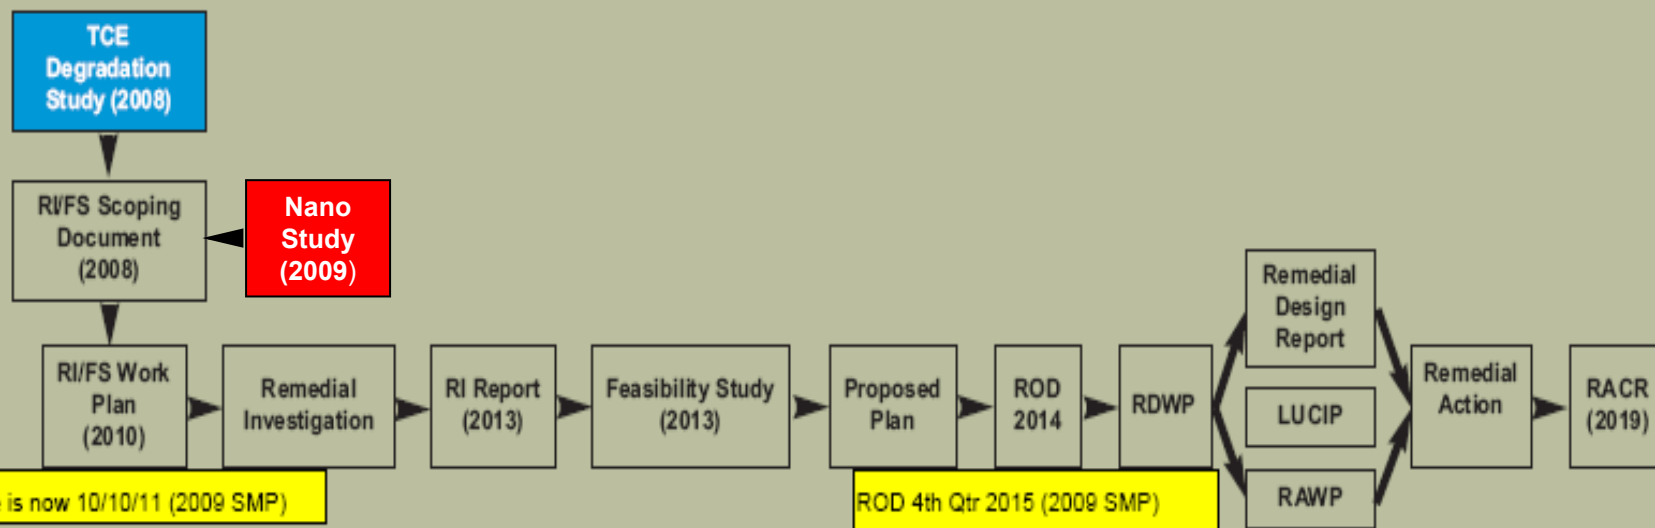 TCE
Degradation
Study (2008)
RI/FS Scoping
Document
(2008)
Nano
Study
(2009)
RI/FS Work
Plan
(2010)
Remedial
Investigation
RI Report
(2013)
Feasibility Study
(2013)
Proposed
Plan
ROD
2014
RDWP
Remedial
Design
Report
LUCIP
RAWP
Remedial
Action
RACR
(2019)
is now 10/10/11 (2009 SMP)
ROD 4th Qtr 2015 (2009 SMP)